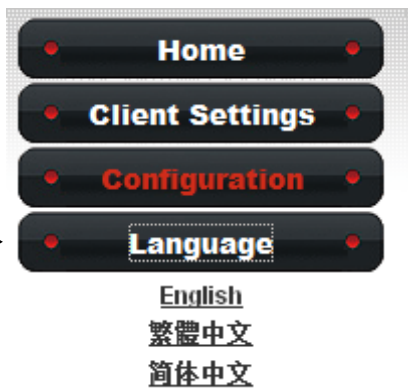 Home
Client Settings
Configuration
Language
English
繁體中文
简体中文